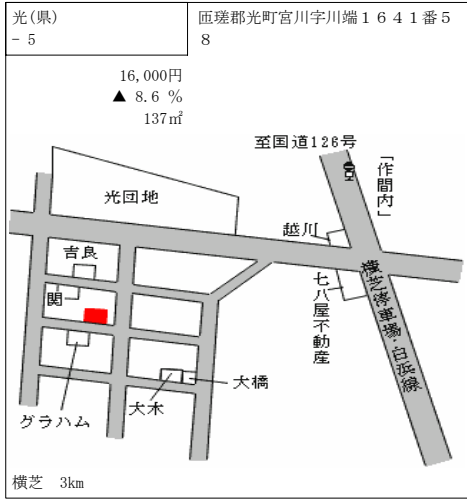 光(県)
- 5
匝瑳郡光町宮川字川端１６４１番５
８
16,000円
▲ 8.6 %
137㎡
至国道126号
「作間内」
光団地
越川
吉良
関
七八屋不動産
横芝停車場・白浜線
大橋
大木
グラハム
横芝 3km